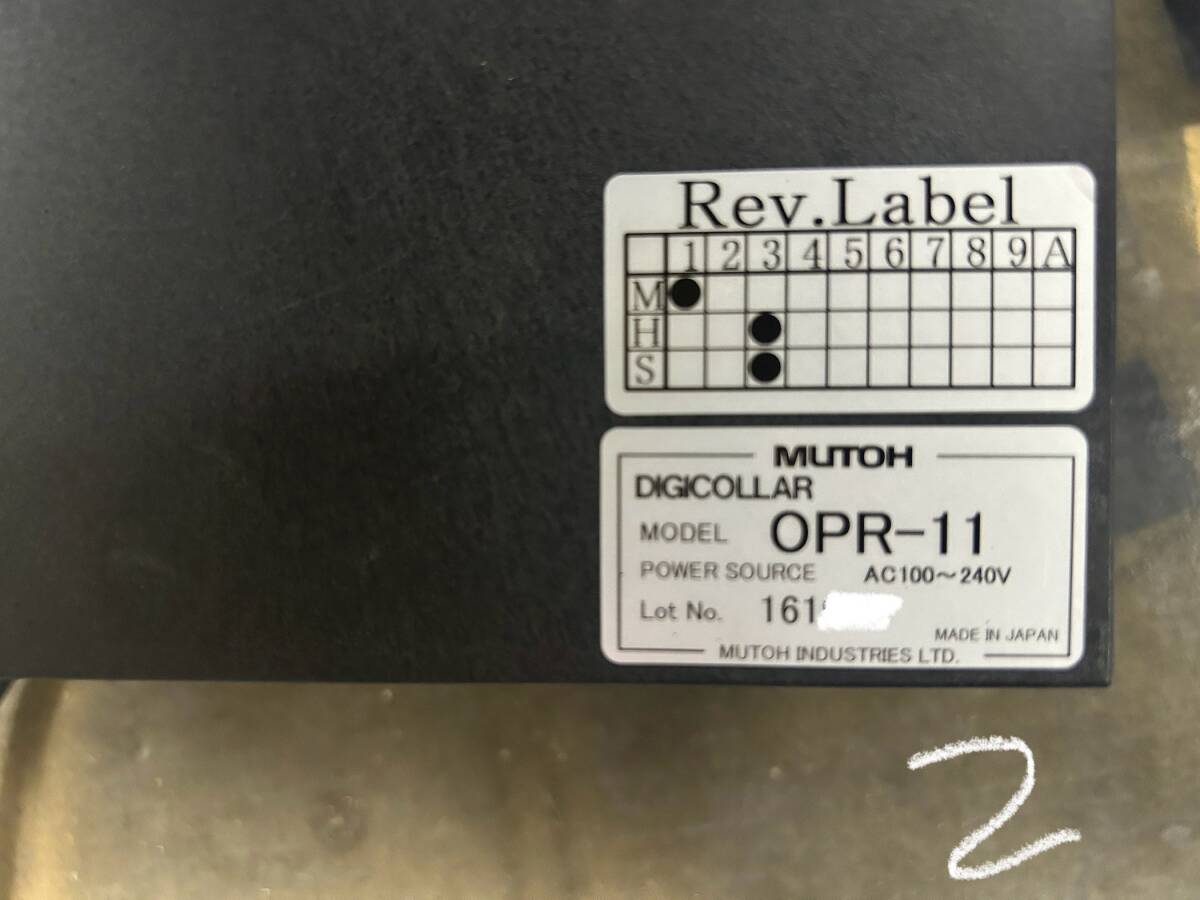 Rev.Label
1 2 3 4 5 6 7 8 9 A
M ●
H ●
S ●
MUTOH
DIGICOLLAR
MODEL OPR-11
POWER SOURCE AC100～240V
Lot No. 161
MADE IN JAPAN
MUTOH INDUSTRIES LTD.
2